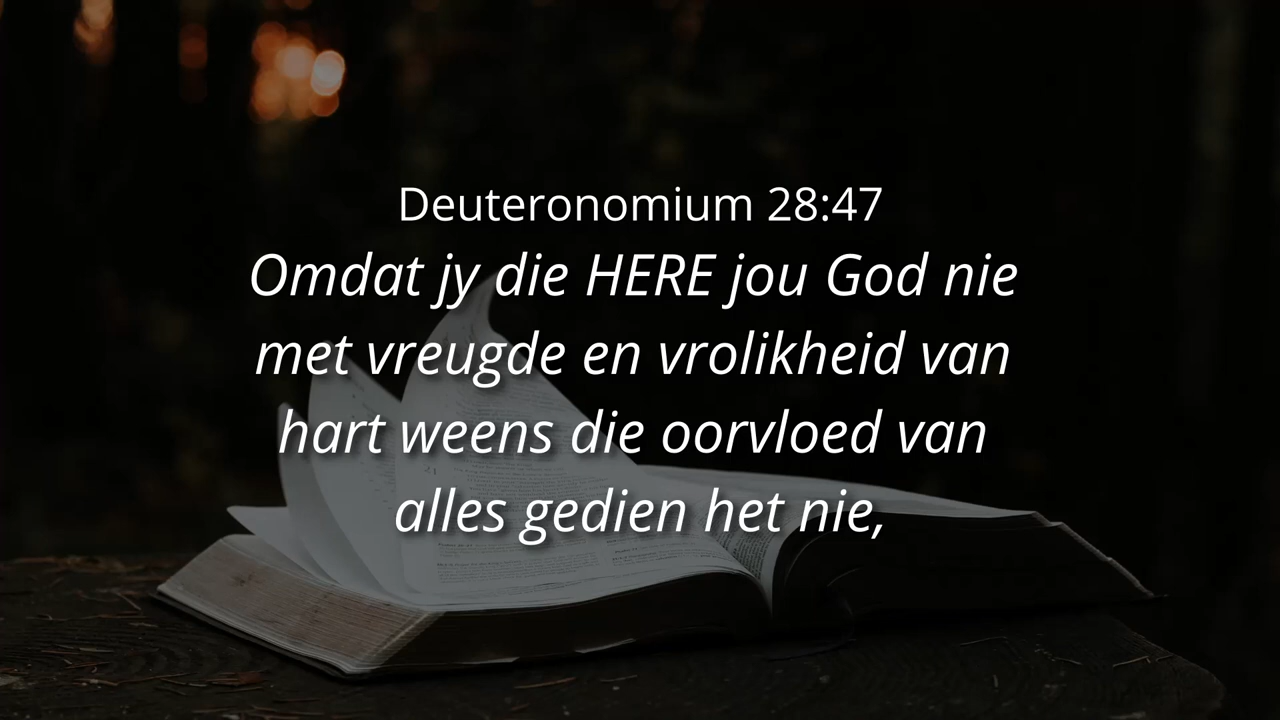 Deuteronomium 28:47
Omdat jy die HERE jou God nie
met vreugde en vrolikheid van
hart weens die oorvloed van
alles gedien het nie,